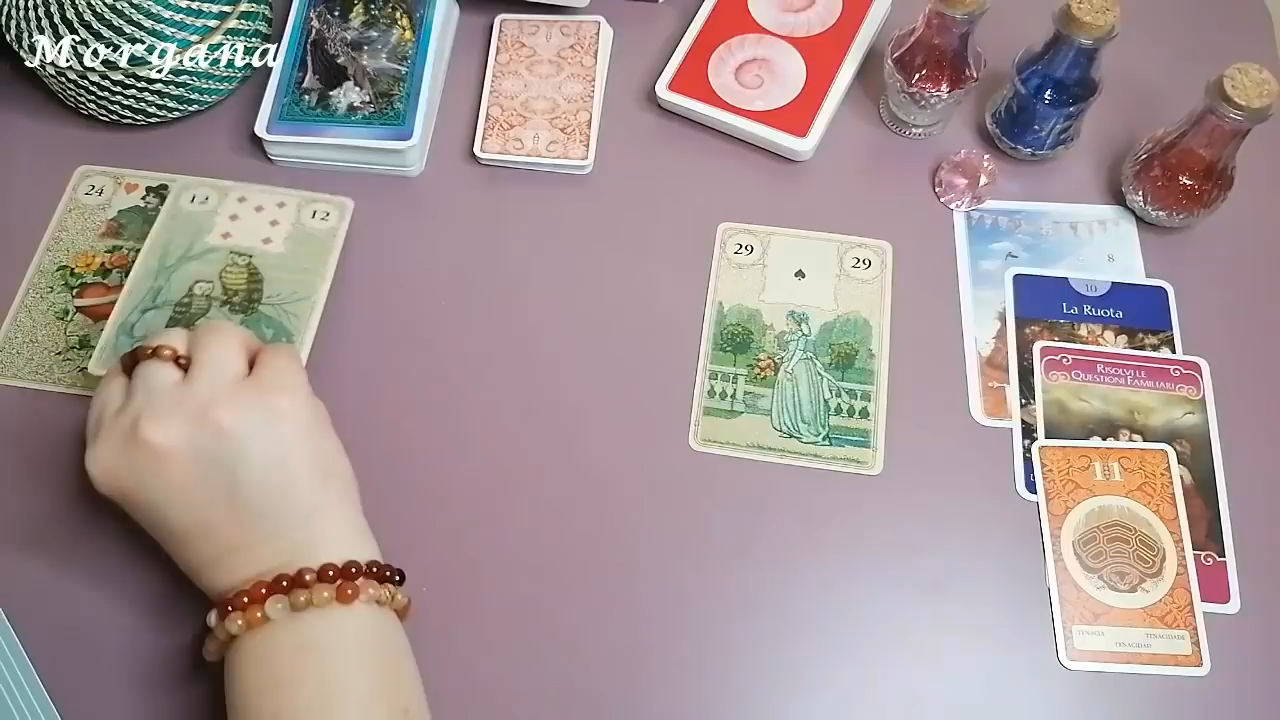 Morgana
24
12
12
29
29
8
10
La Ruota
RISOLVI LE
QUESTIONI FAMILIARI
11
TENACIA TENACIDADE
TENACIDAD